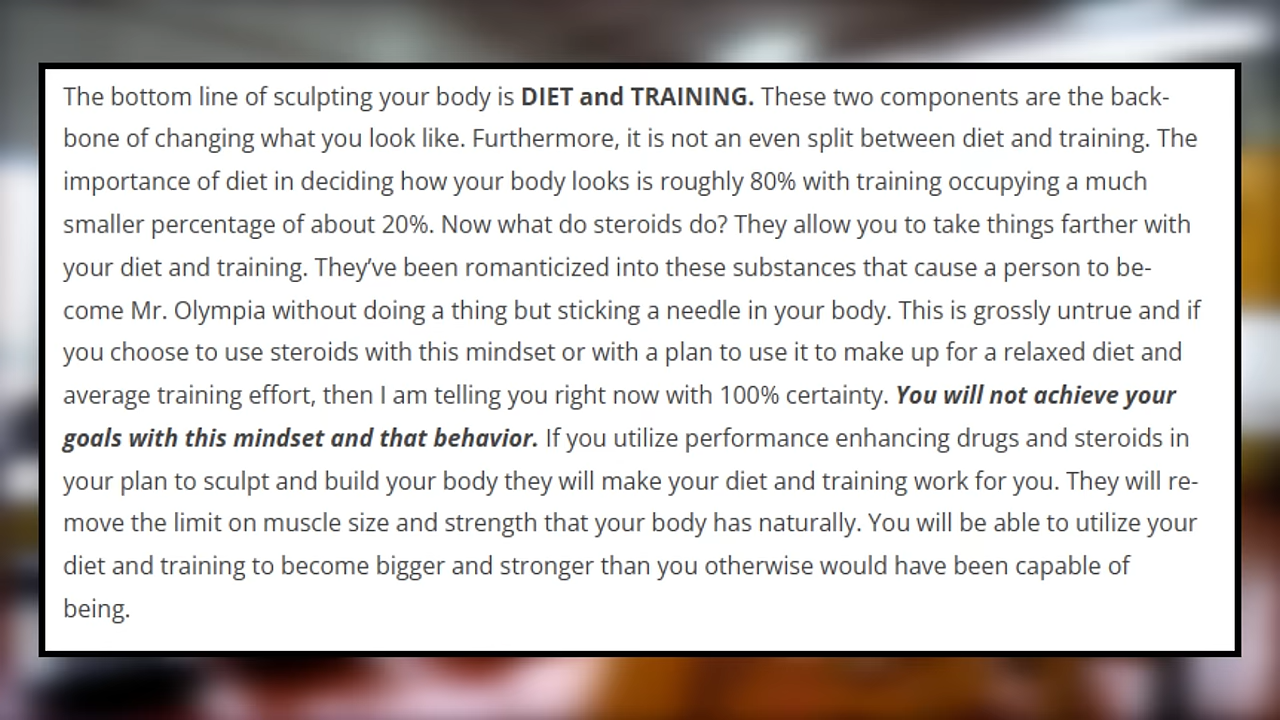 The bottom line of sculpting your body is DIET and TRAINING. These two components are the back-
bone of changing what you look like. Furthermore, it is not an even split between diet and training. The
importance of diet in deciding how your body looks is roughly 80% with training occupying a much
smaller percentage of about 20%. Now what do steroids do? They allow you to take things farther with
your diet and training. They’ve been romanticized into these substances that cause a person to be-
come Mr. Olympia without doing a thing but sticking a needle in your body. This is grossly untrue and if
you choose to use steroids with this mindset or with a plan to use it to make up for a relaxed diet and
average training effort, then I am telling you right now with 100% certainty. You will not achieve your
goals with this mindset and that behavior. If you utilize performance enhancing drugs and steroids in
your plan to sculpt and build your body they will make your diet and training work for you. They will re-
move the limit on muscle size and strength that your body has naturally. You will be able to utilize your
diet and training to become bigger and stronger than you otherwise would have been capable of
being.